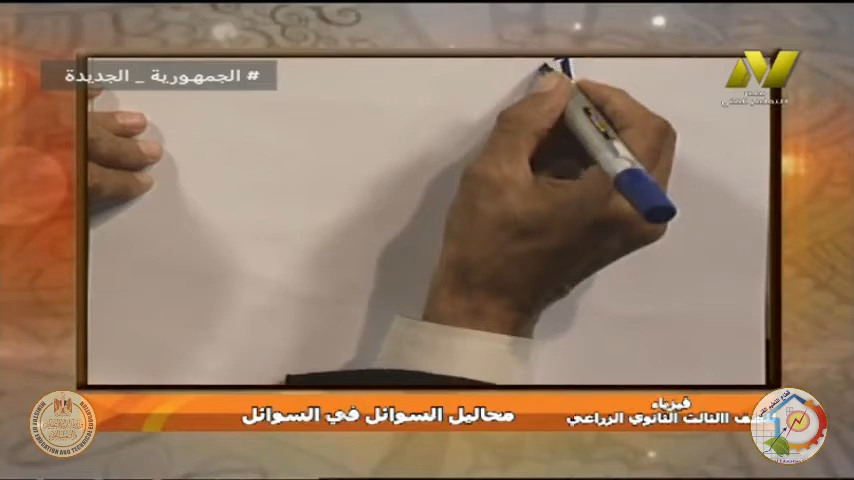 # الجمهورية _ الجديدة
فيزياء
الثالث الثانوي الزراعي
محاليل السوائل في السوائل